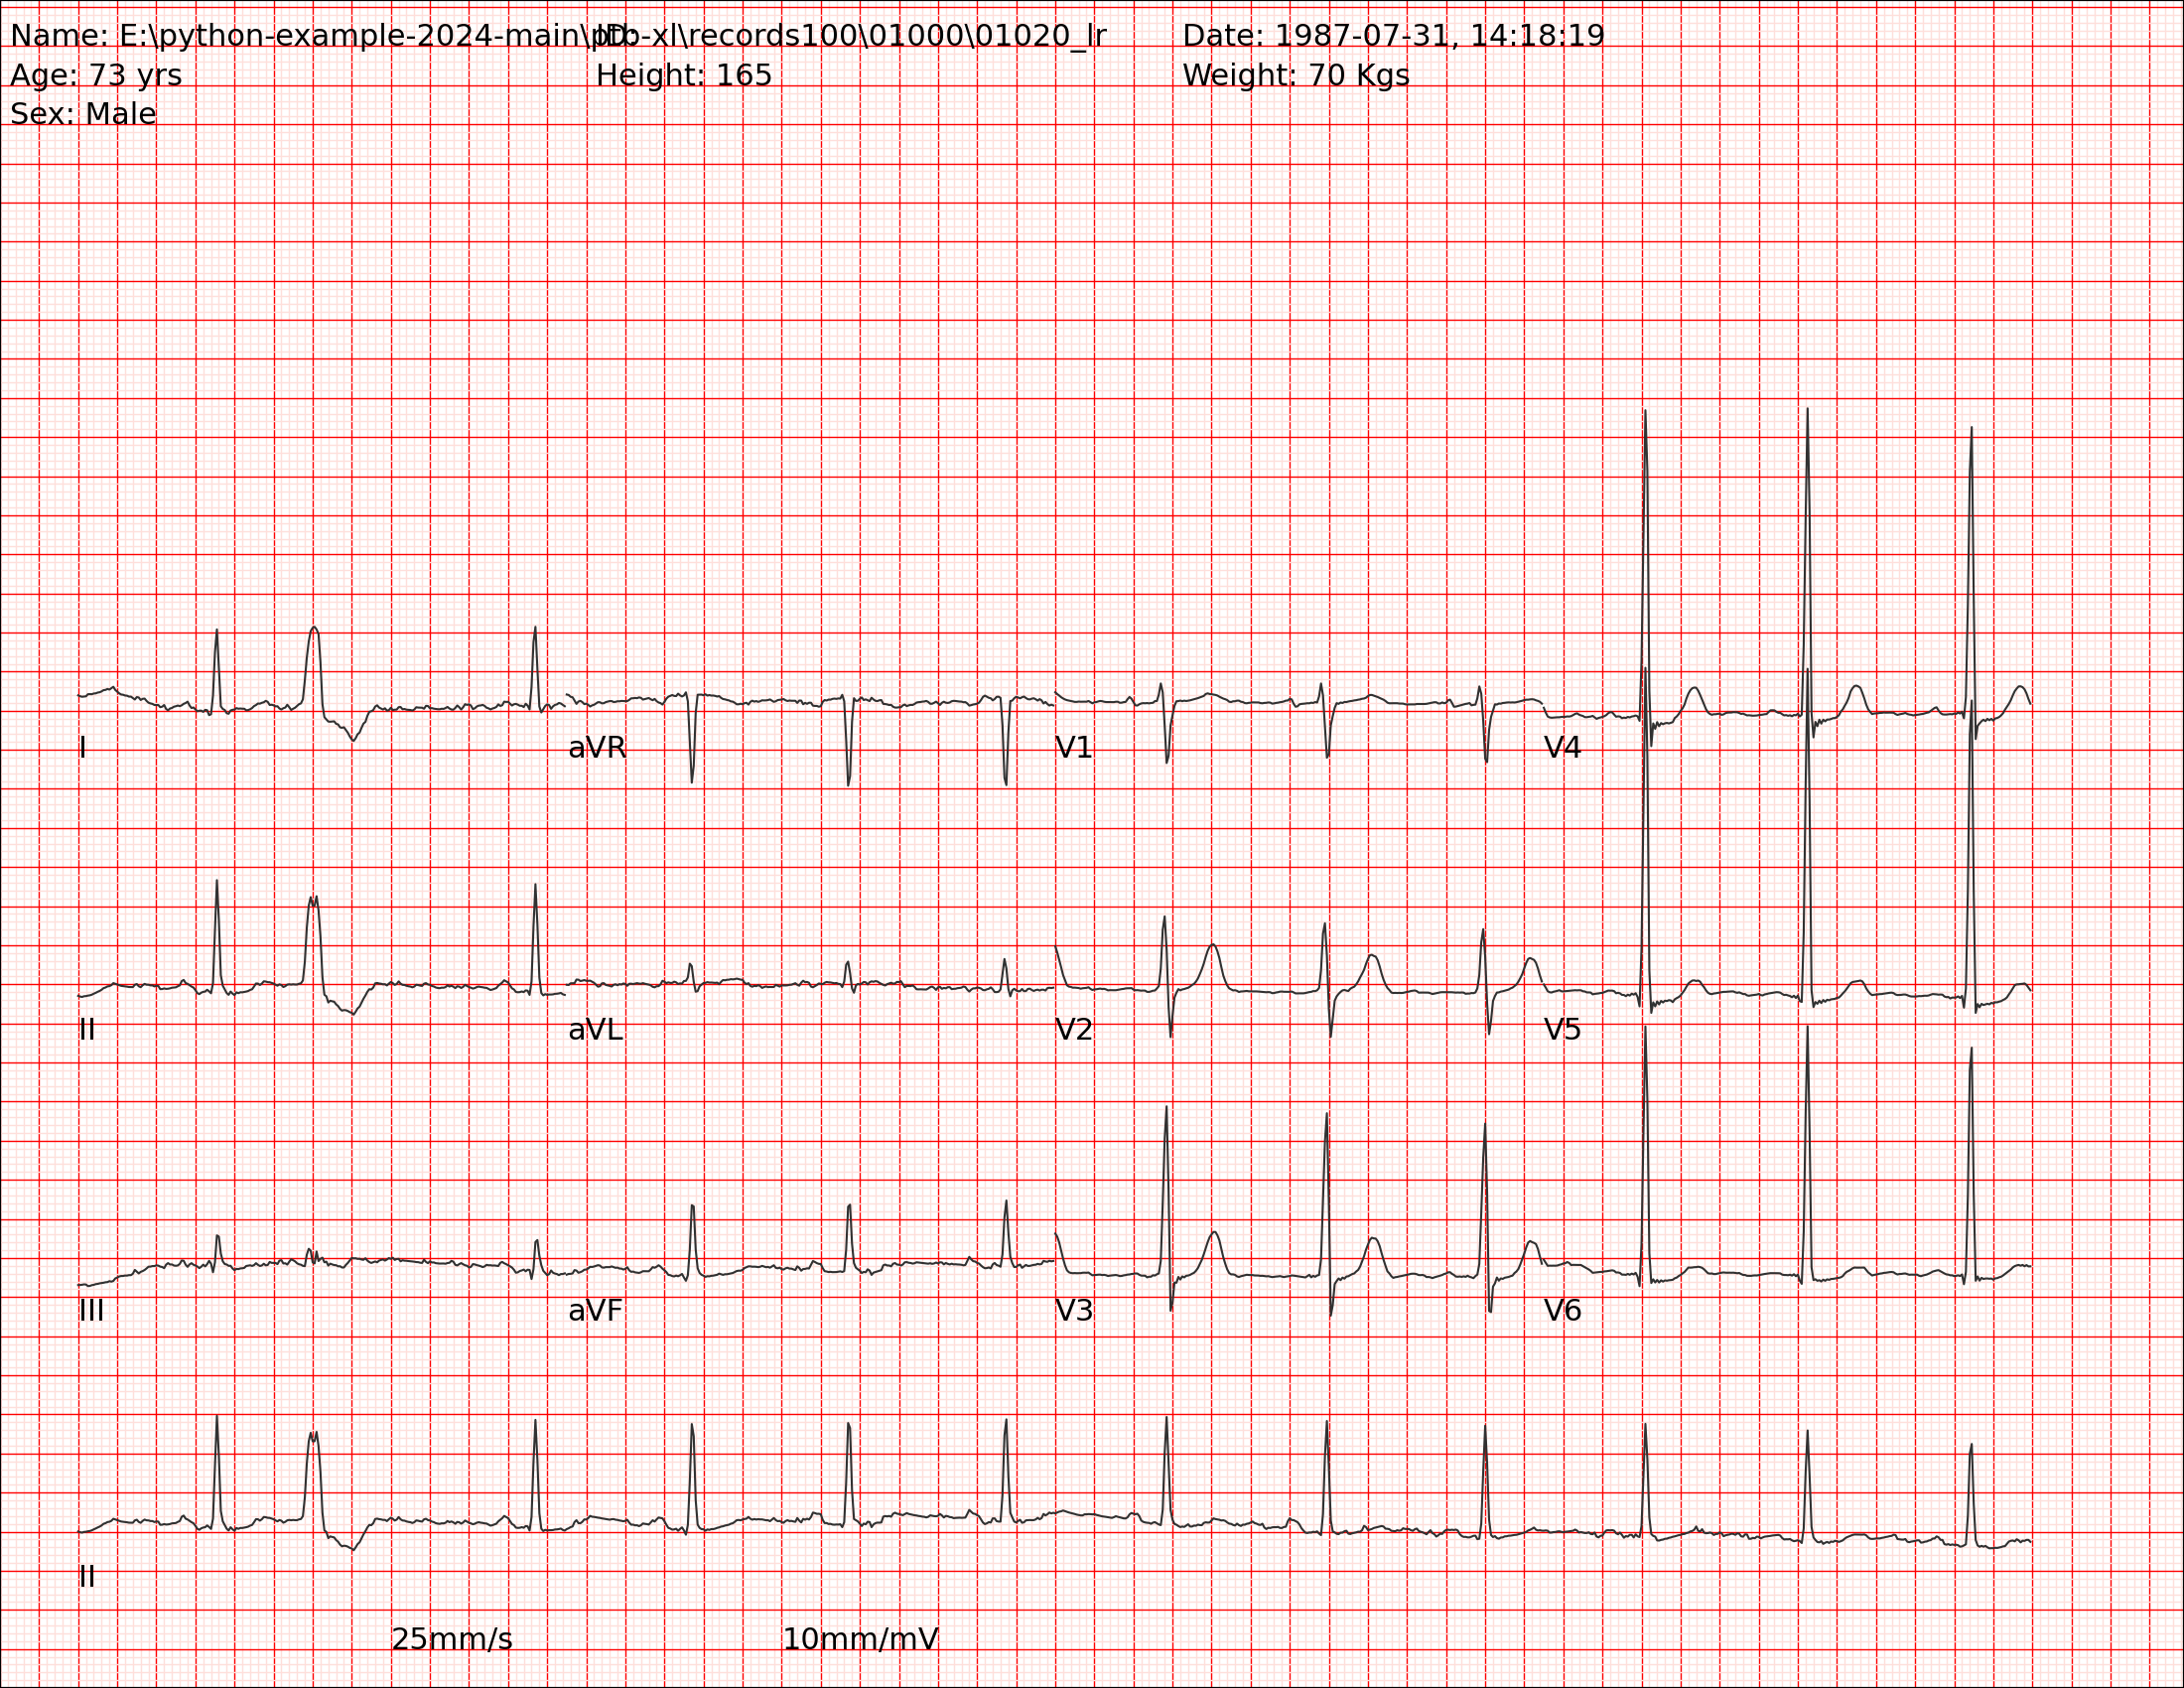 Name: E:\python-example-2024-main\ptb-xl\records100\01000\01020_lr ID: Date: 1987-07-31, 14:18:19
Age: 73 yrs Height: 165 Weight: 70 Kgs
Sex: Male
I aVR V1 V4
II aVL V2 V5
III aVF V3 V6
II
25mm/s 10mm/mV